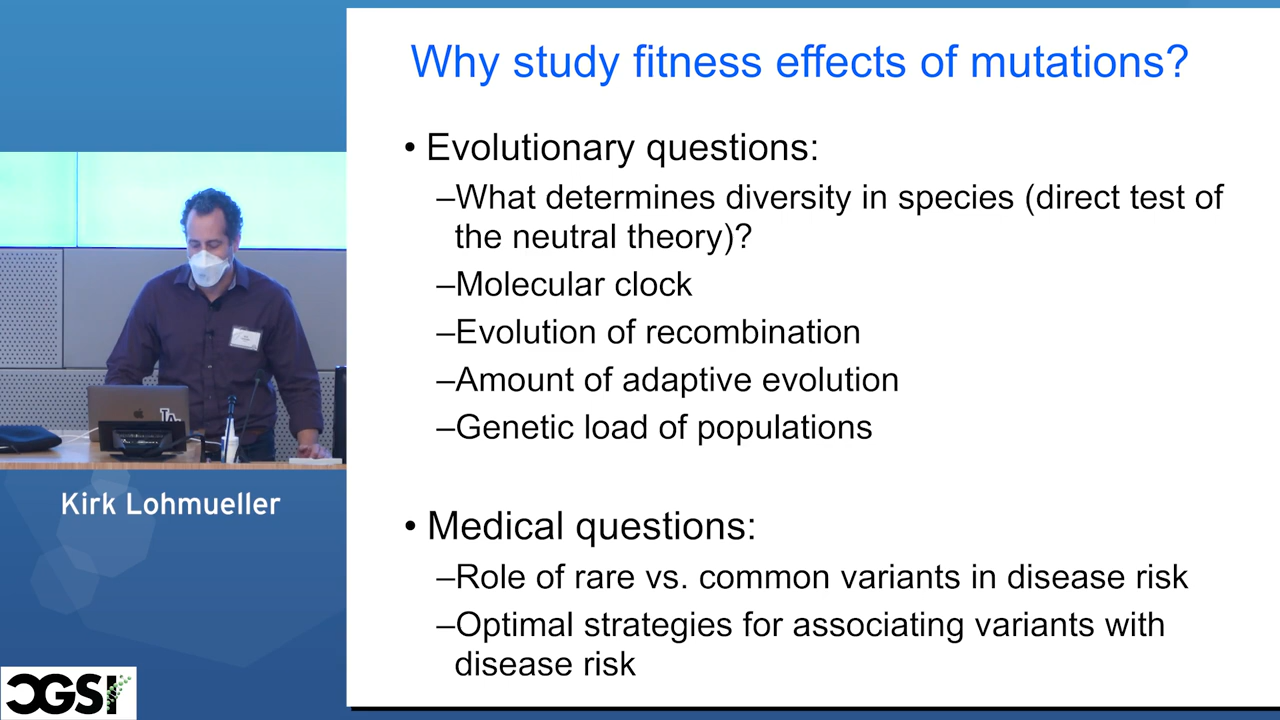 Why study fitness effects of mutations?
• Evolutionary questions:
–What determines diversity in species (direct test of
the neutral theory)?
–Molecular clock
–Evolution of recombination
–Amount of adaptive evolution
–Genetic load of populations
Kirk Lohmueller
• Medical questions:
–Role of rare vs. common variants in disease risk
–Optimal strategies for associating variants with
disease risk
CGSI
LA